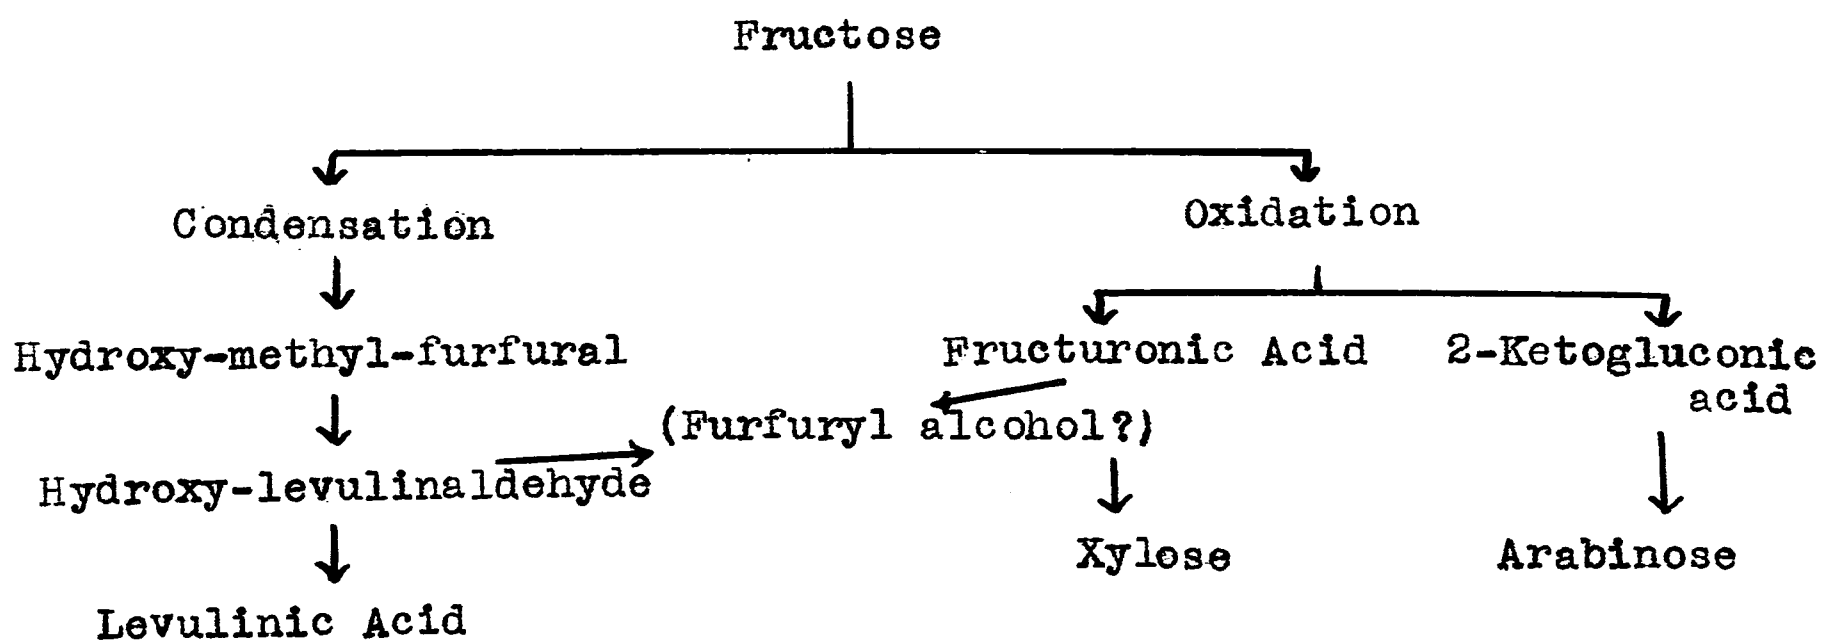 Fructose
Condensation
Oxidation
Hydroxy-methyl-furfural
Fructuronic Acid
2-Ketogluconic
acid
(Furfuryl alcohol?)
Hydroxy-levulinaldehyde
Xylose
Arabinose
Levulinic Acid